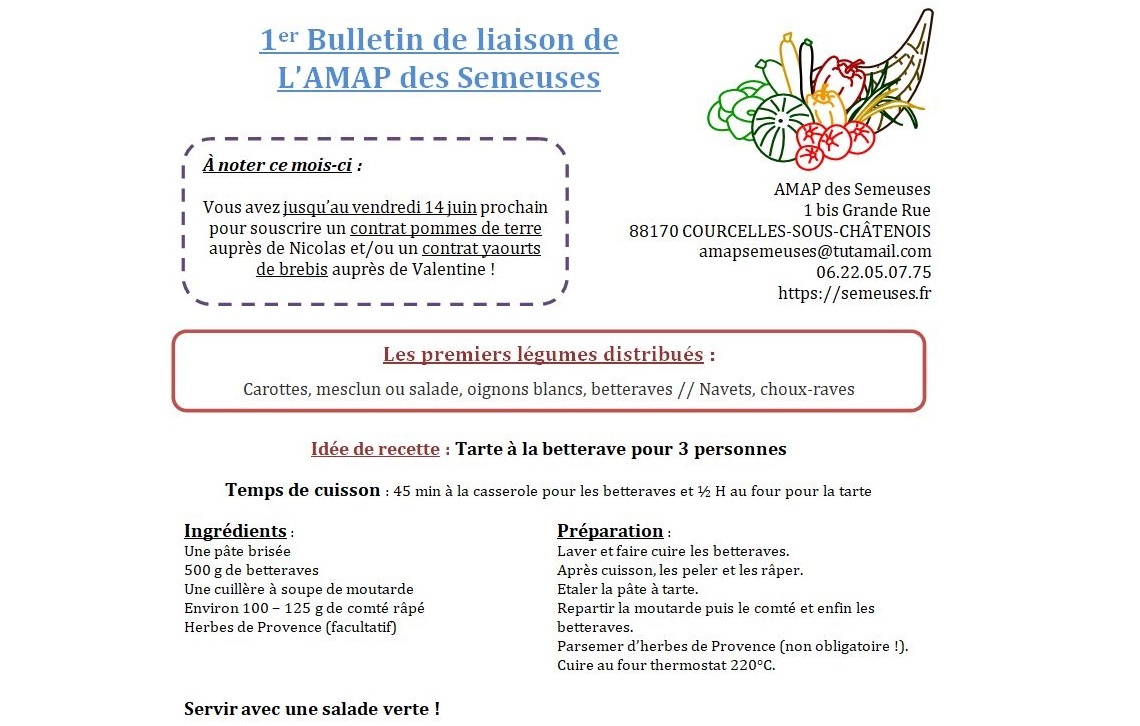 1er Bulletin de liaison de
L'AMAP des Semeuses
À noter ce mois-ci :
Vous avez jusqu'au vendredi 14 juin prochain
pour souscrire un contrat pommes de terre
auprès de Nicolas et/ou un contrat yaourts
de brebis auprès de Valentine !
AMAP des Semeuses
1 bis Grande Rue
88170 COURCELLES-SOUS-CHÂTENOIS
amapsemeuses@tutamail.com
06.22.05.07.75
https://semeuses.fr
Les premiers légumes distribués :
Carottes, mesclun ou salade, oignons blancs, betteraves // Navets, choux-raves
Idée de recette : Tarte à la betterave pour 3 personnes
Temps de cuisson : 45 min à la casserole pour les betteraves et ½ H au four pour la tarte
Ingrédients :
Une pâte brisée
500 g de betteraves
Une cuillère à soupe de moutarde
Environ 100 – 125 g de comté râpé
Herbes de Provence (facultatif)
Préparation :
Laver et faire cuire les betteraves.
Après cuisson, les peler et les râper.
Etaler la pâte à tarte.
Repartir la moutarde puis le comté et enfin les
betteraves.
Parsemer d'herbes de Provence (non obligatoire !).
Cuire au four thermostat 220°C.
Servir avec une salade verte !